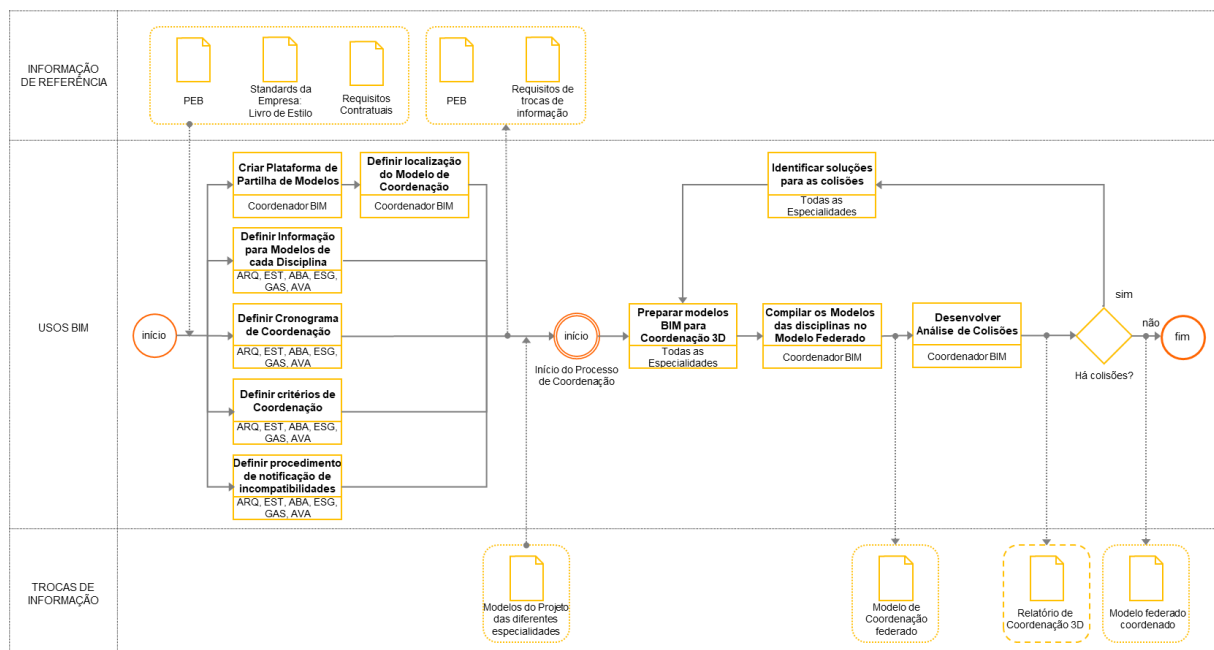 INFORMAÇÃO
DE REFERÊNCIA
PEB
Standards da
Empresa:
Livro de Estilo
Requisitos
Contratuais
PEB
Requisitos de
trocas de
informação
USOS BIM
início
Criar Plataforma de
Partilha de Modelos
Coordenador BIM
Definir localização
do Modelo de
Coordenação
Coordenador BIM
Definir Informação
para Modelos de
cada Disciplina
ARQ, EST, ABA, ESG,
GAS, AVA
Definir Cronograma
de Coordenação
ARQ, EST, ABA, ESG,
GAS, AVA
Definir critérios de
Coordenação
ARQ, EST, ABA, ESG,
GAS, AVA
Definir procedimento
de notificação de
incompatibilidades
ARQ, EST, ABA, ESG,
GAS, AVA
início
Início do Processo
de Coordenação
Preparar modelos
BIM para
Coordenação 3D
Todas as
Especialidades
Compilar os Modelos
das disciplinas no
Modelo Federado
Coordenador BIM
Desenvolver
Análise de Colisões
Coordenador BIM
Identificar soluções
para as colisões
Todas as
Especialidades
sim
não
Há colisões?
fim
TROCAS DE
INFORMAÇÃO
Modelos do Projeto
das diferentes
especialidades
Modelo de
Coordenação
federado
Relatório de
Coordenação 3D
Modelo federado
coordenado